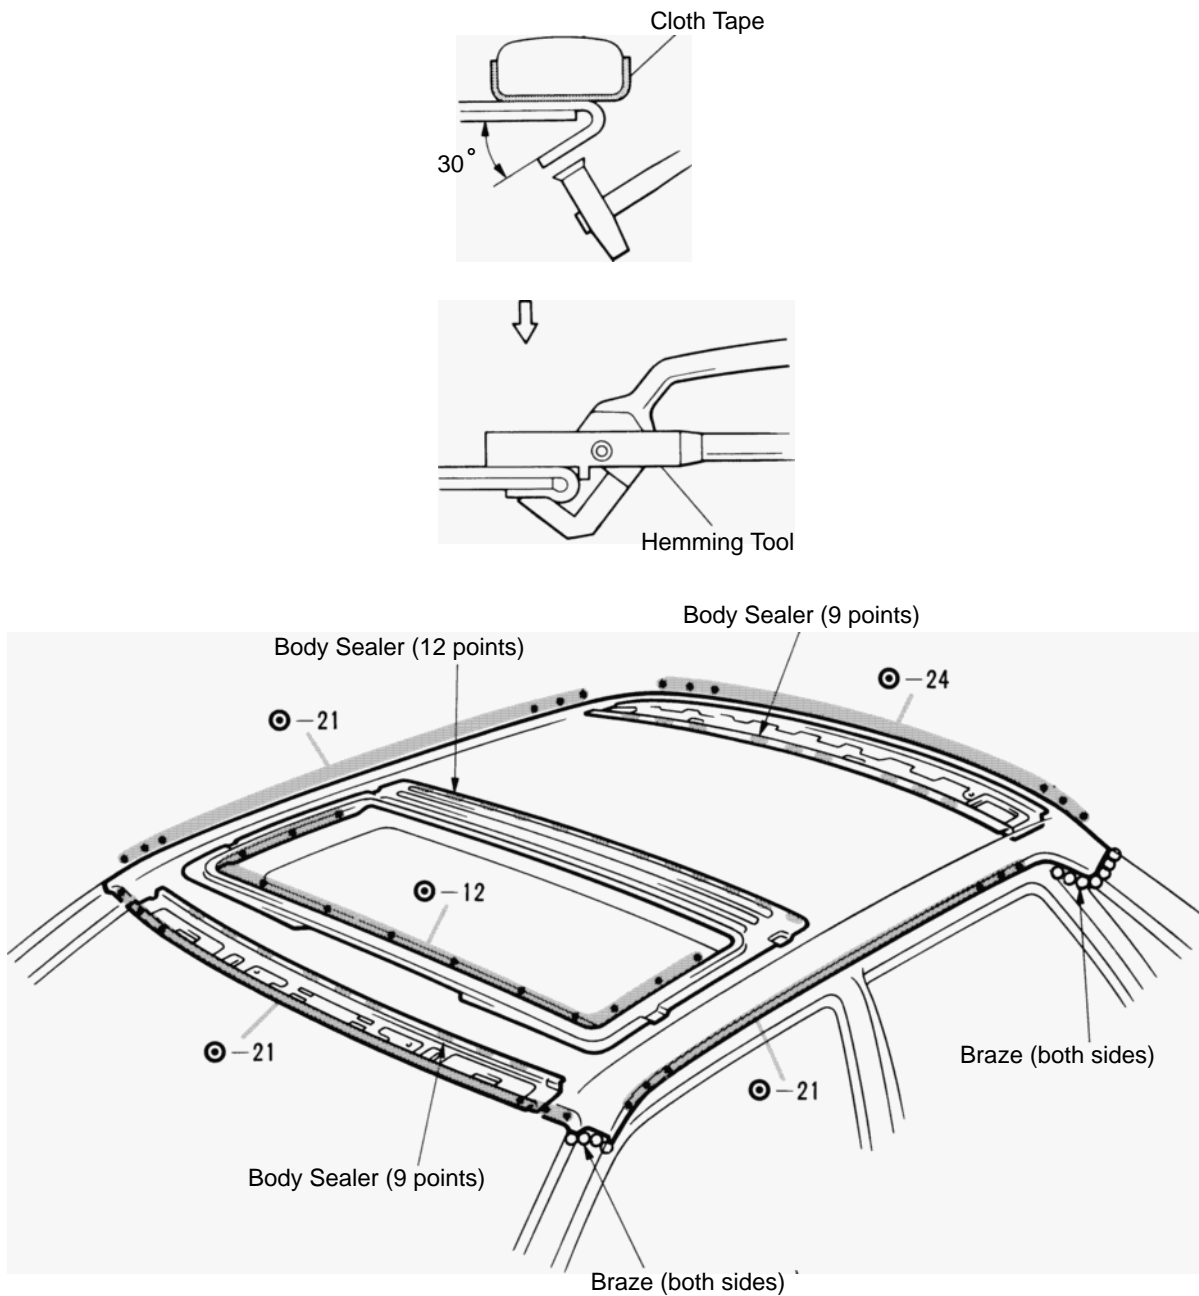 Cloth Tape
30°
Hemming Tool
Body Sealer (9 points)
Body Sealer (12 points)
–24
–21
–12
–21
Braze (both sides)
–21
Body Sealer (9 points)
Braze (both sides)